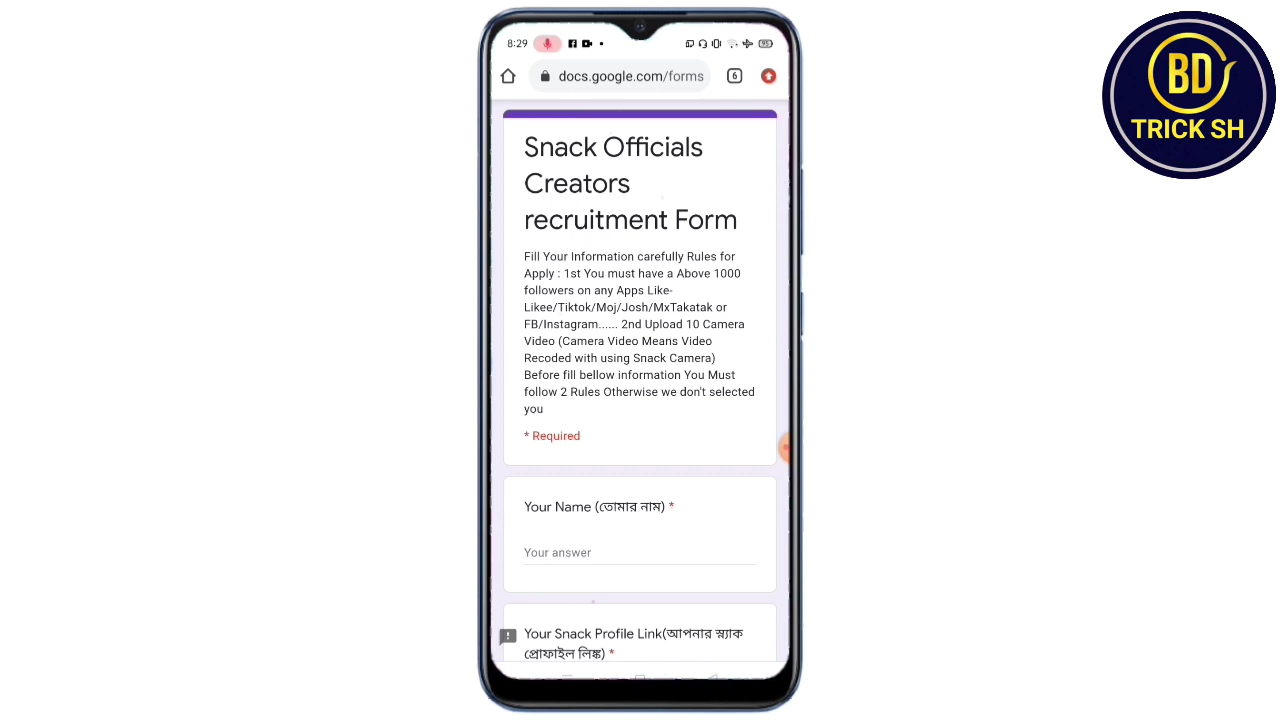 8:29
95
docs.google.com/forms
6
BD
TRICK SH
Snack Officials
Creators
recruitment Form
Fill Your Information carefully Rules for
Apply : 1st You must have a Above 1000
followers on any Apps Like-
Likee/Tiktok/Moj/Josh/MxTakatak or
FB/Instagram...... 2nd Upload 10 Camera
Video (Camera Video Means Video
Recoded with using Snack Camera)
Before fill bellow information You Must
follow 2 Rules Otherwise we don't selected
you
* Required
Your Name (তোমার নাম) *
Your answer
Your Snack Profile Link(আপনার স্ন্যাক
প্রোফাইল লিঙ্ক) *